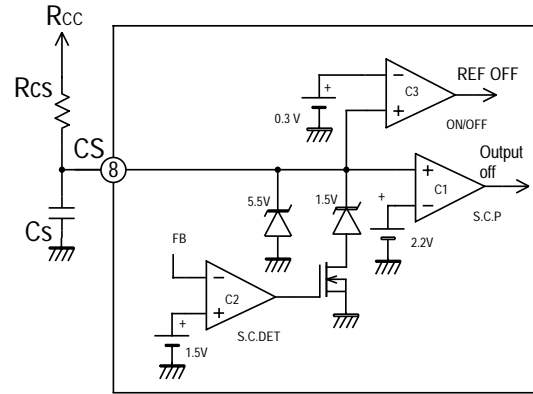 RCC
RCS
CS
8
CS
+
0.3 V
−
C3
+
REF OFF
ON/OFF
5.5V
1.5V
+
C1
−
Output
off
S.C.P
+
2.2V
FB
−
C2
+
S.C.DET
+
1.5V